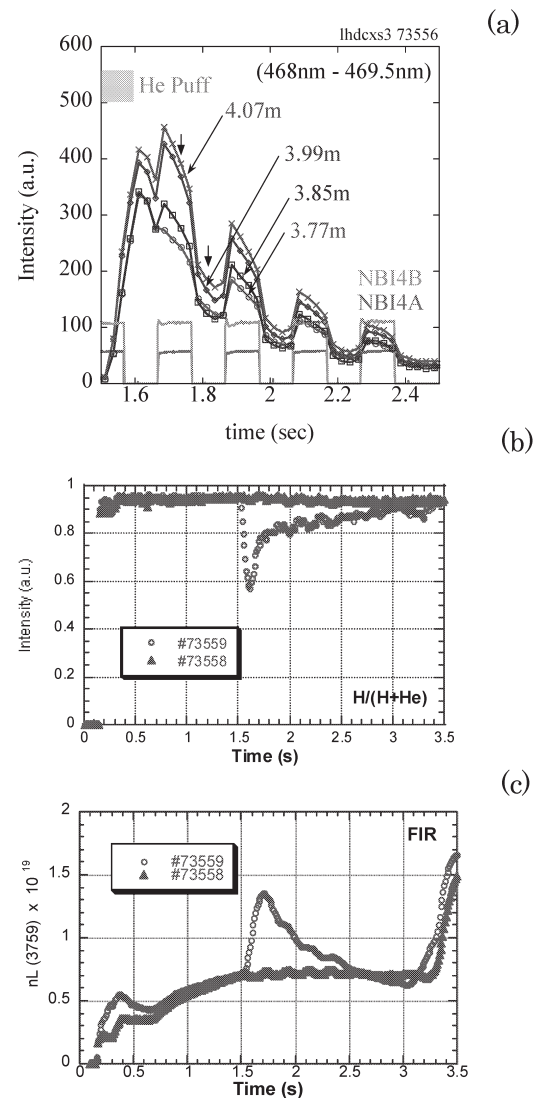 (a)
lhdcxs3 73556
600
500
400
300
200
100
0
Intensity (a.u.)
(468nm - 469.5nm)
He Puff
4.07m
3.99m
3.85m
3.77m
NBI4B
NBI4A
1.6 1.8 2 2.2 2.4
time (sec)
(b)
1
0.8
0.6
0.4
0.2
0
Intensity (a.u.)
#73559
#73558
H/(H+He)
0 0.5 1 1.5 2 2.5 3 3.5
Time (s)
(c)
2
1.5
1
0.5
0
nL (3759) x 10^19
FIR
#73559
#73558
0 0.5 1 1.5 2 2.5 3 3.5
Time (s)